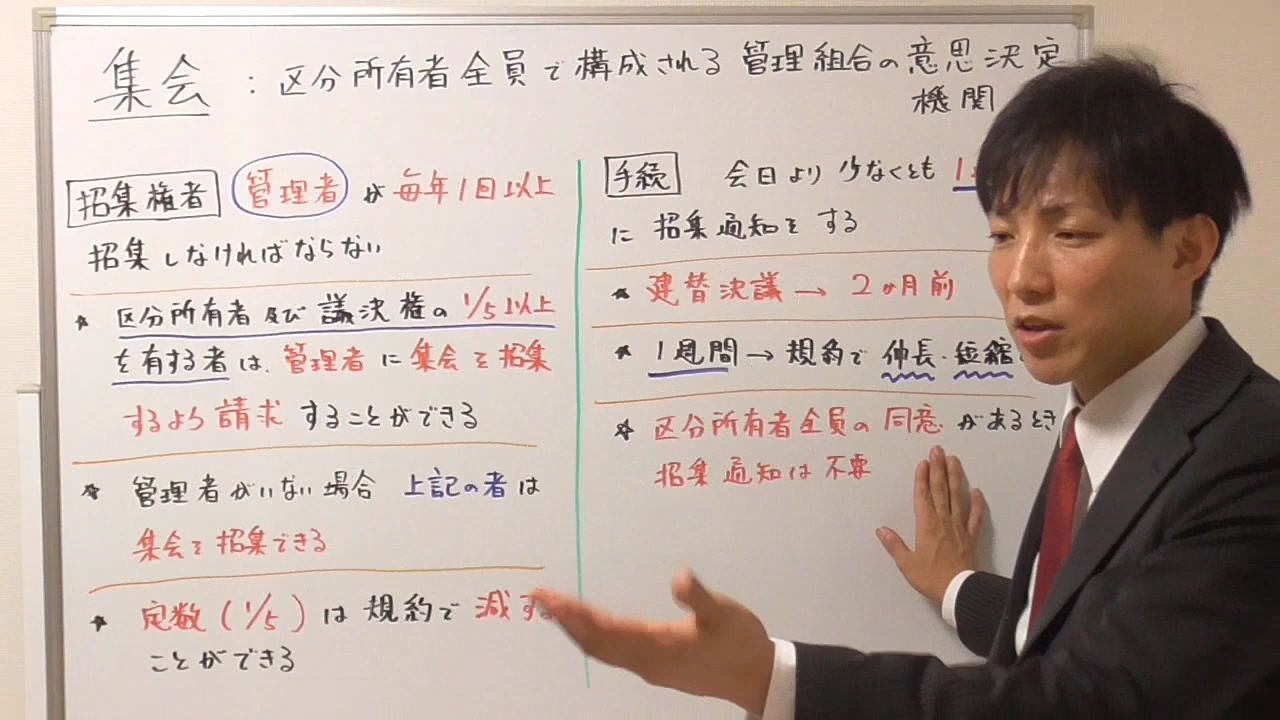 集会 : 区分所有者全員で構成される 管理組合の意思決定
機関
招集権者 管理者 が 毎年1回以上
招集しなければならない
★ 区分所有者及び議決権の1/5以上
を有する者は、管理者に集会を招集
するよう請求することができる
★ 管理者がいない場合 上記の者は
集会を招集できる
★ 定数(1/5)は規約で減ずる
ことができる
手続 会日より少なくとも 1
に招集通知をする
★ 建替決議→ 2ヶ月前
★ 1週間→規約で伸長・短縮
★ 区分所有者全員の同意があるとき
招集通知は不要